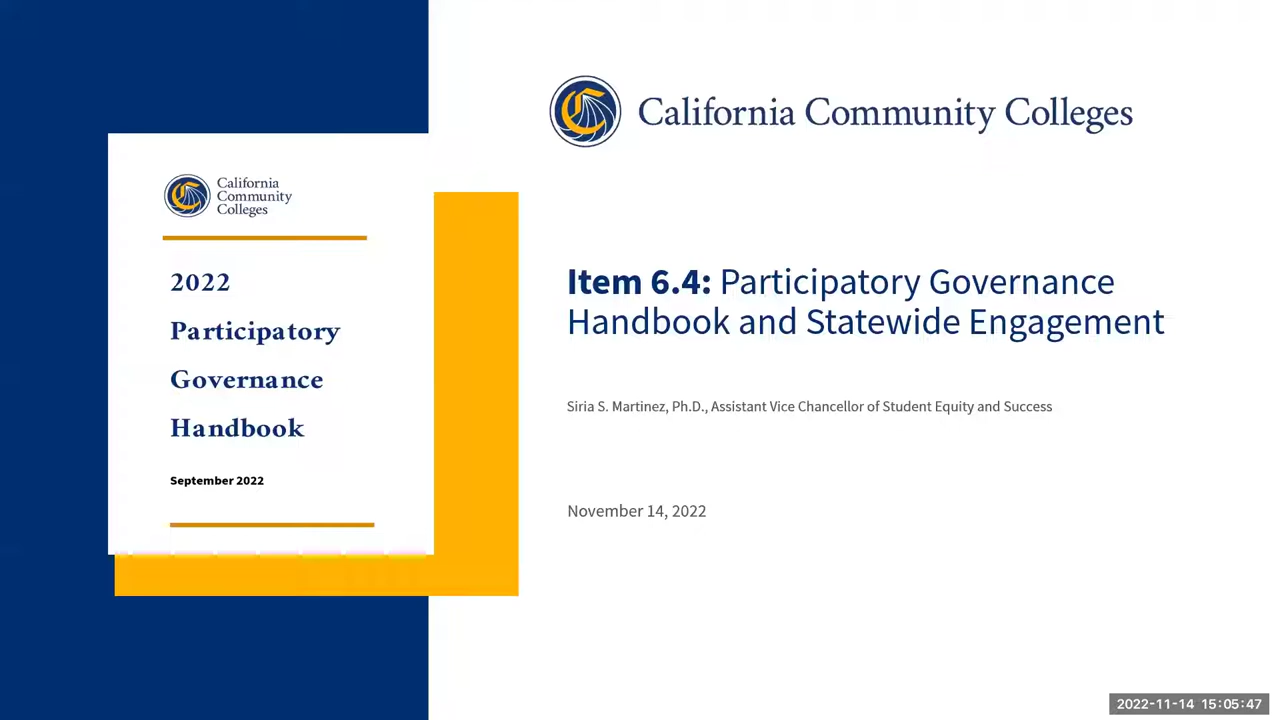 California
Community
Colleges
2022
Participatory
Governance
Handbook
September 2022
California Community Colleges
Item 6.4: Participatory Governance
Handbook and Statewide Engagement
Siria S. Martinez, Ph.D., Assistant Vice Chancellor of Student Equity and Success
November 14, 2022
2022-11-14 15:05:47